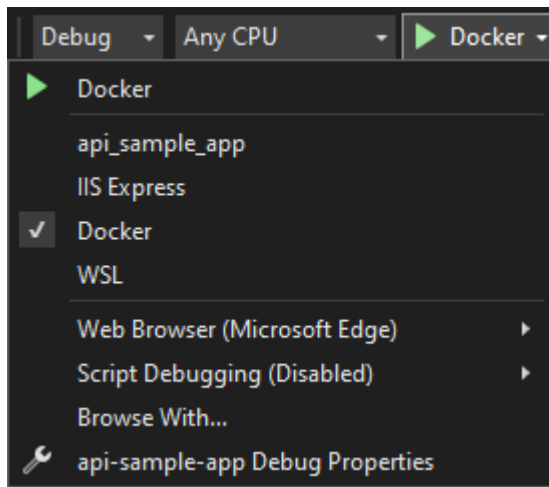 Debug Any CPU Docker
Docker
api_sample_app
IIS Express
Docker
WSL
Web Browser (Microsoft Edge)
Script Debugging (Disabled)
Browse With...
api-sample-app Debug Properties